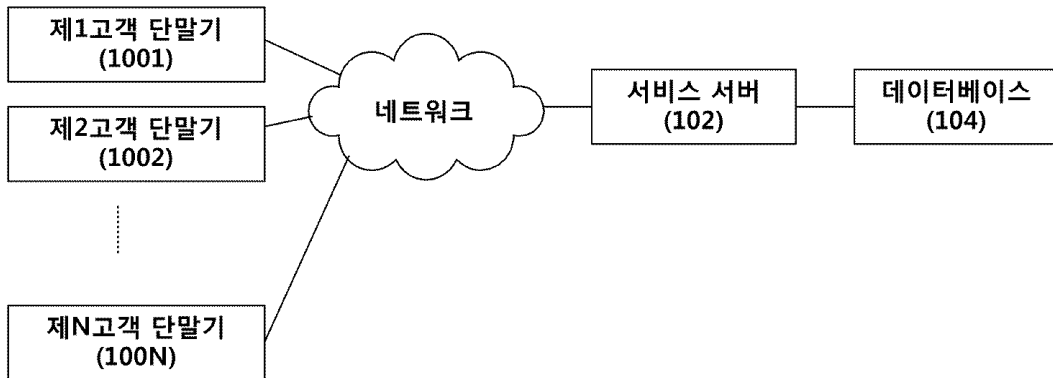 제1고객 단말기
(1001)
제2고객 단말기
(1002)
제N고객 단말기
(100N)
네트워크
서비스 서버
(102)
데이터베이스
(104)